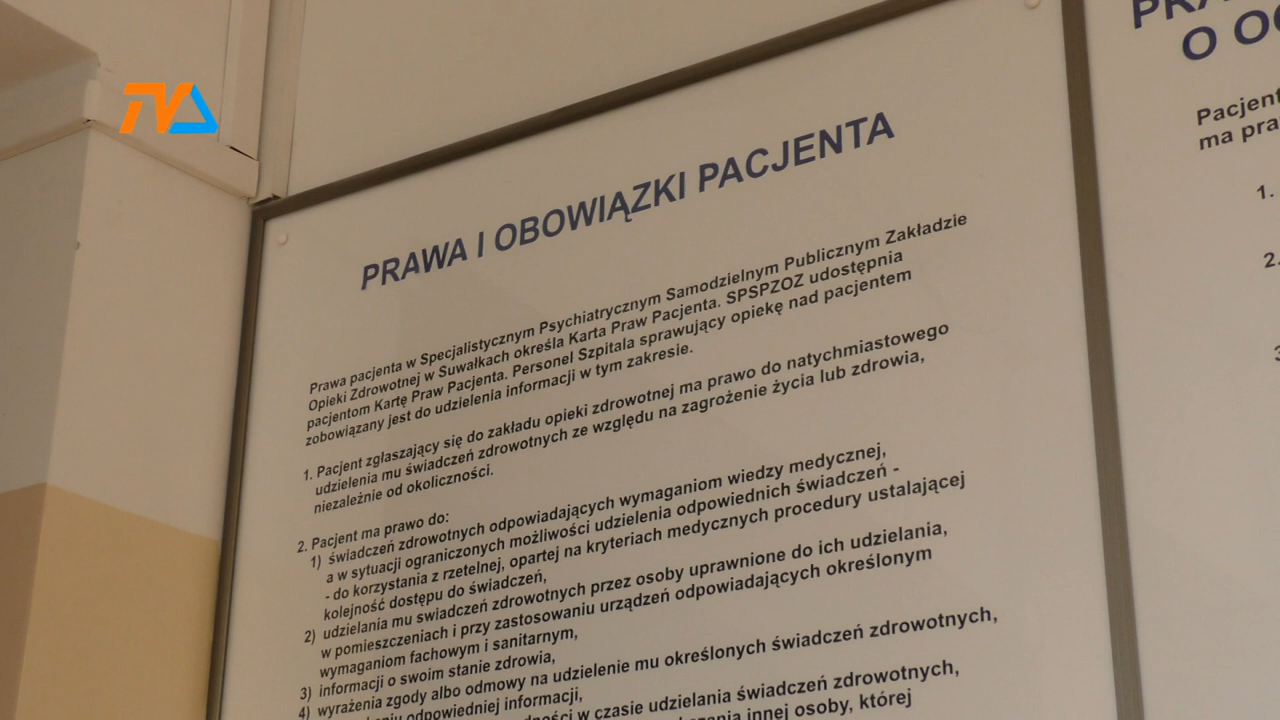 TVA
PRAWA I OBOWIĄZKI PACJENTA
Prawa pacjenta w Specjalistycznym Psychiatrycznym Samodzielnym Publicznym Zakładzie
Opieki Zdrowotnej w Suwałkach określa Karta Praw Pacjenta. SPSPZOZ udostępnia
pacjentom Kartę Praw Pacjenta. Personel Szpitala sprawujący opiekę nad pacjentem
zobowiązany jest do udzielenia informacji w tym zakresie.
1. Pacjent zgłaszający się do zakładu opieki zdrowotnej ma prawo do natychmiastowego
udzielenia mu świadczeń zdrowotnych ze względu na zagrożenie życia lub zdrowia,
niezależnie od okoliczności.
2. Pacjent ma prawo do:
1) świadczeń zdrowotnych odpowiadających wymaganiom wiedzy medycznej,
a w sytuacji ograniczonych możliwości udzielenia odpowiednich świadczeń -
- do korzystania z rzetelnej, opartej na kryteriach medycznych procedury ustalającej
kolejność dostępu do świadczeń,
2) udzielania mu swiadczeń zdrowotnych przez osoby uprawnione do ich udzielania,
w pomieszczeniach i przy zastosowaniu urządzeń odpowiadających określonym
wymaganiom fachowym i sanitarnym,
3) informacji o swoim stanie zdrowia,
4) wyrażenia zgody albo odmowy na udzielenie mu określonych świadczeń zdrowotnych,
odpowiedniej informacji,
w czasie udzielania świadczeń zdrowotnych,
innej osoby, której
O
Pacjent
ma
1.
2.